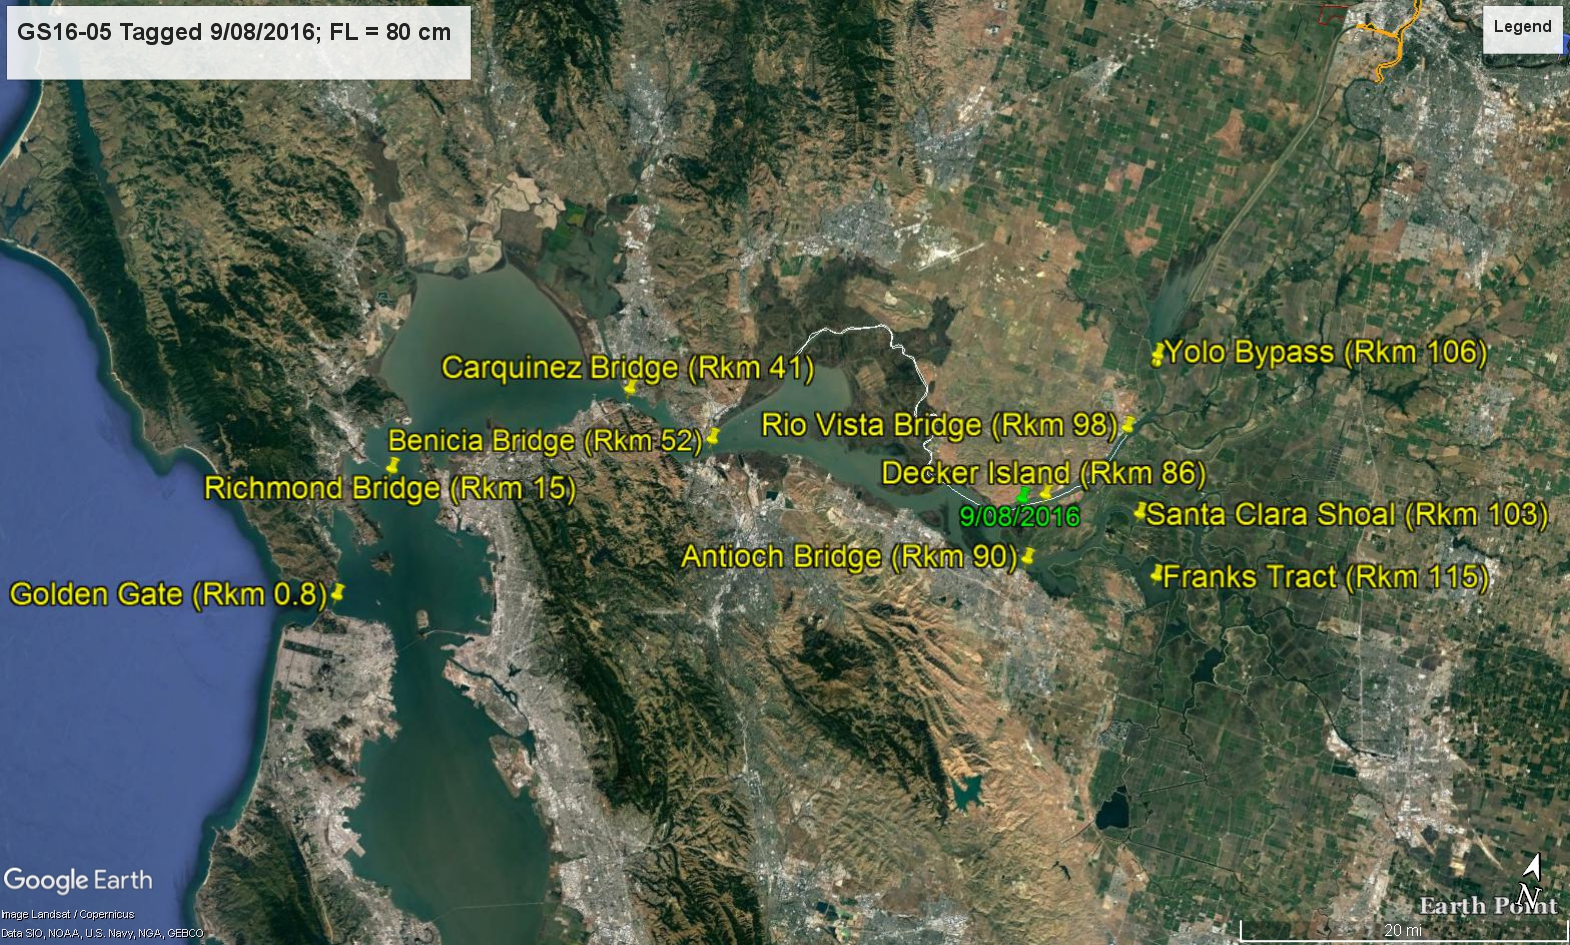 GS16-05 Tagged 9/08/2016; FL = 80 cm
Legend
Yolo Bypass (Rkm 106)
Carquinez Bridge (Rkm 41)
Rio Vista Bridge (Rkm 98)
Benicia Bridge (Rkm 52)
Decker Island (Rkm 86)
Richmond Bridge (Rkm 15)
9/08/2016
Santa Clara Shoal (Rkm 103)
Antioch Bridge (Rkm 90)
Franks Tract (Rkm 115)
Golden Gate (Rkm 0.8)
Google Earth
Image Landsat / Copernicus
Data SIO, NOAA, U.S. Navy, NGA, GEBCO
N
Earth Point
20 mi